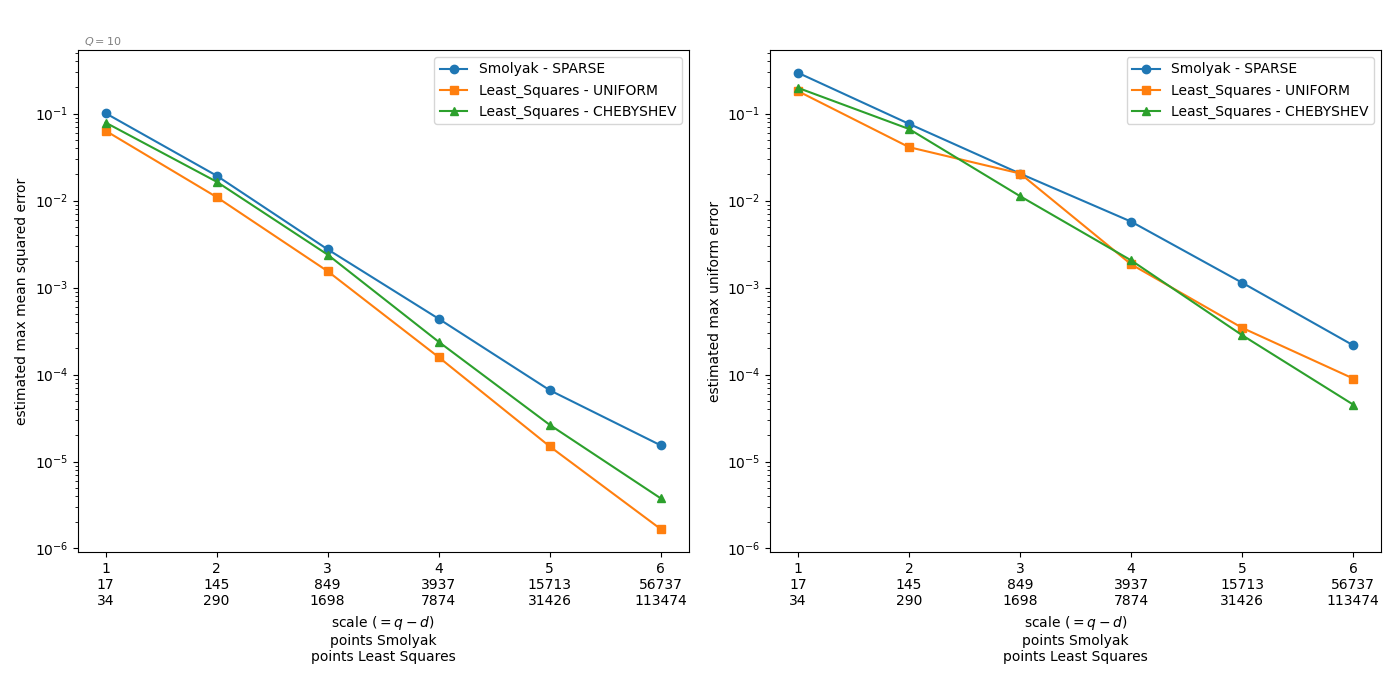 Q = 10
Smolyak - SPARSE
Least_Squares - UNIFORM
Least_Squares - CHEBYSHEV
estimated max mean squared error
10⁻¹
10⁻²
10⁻³
10⁻⁴
10⁻⁵
10⁻⁶
1 2 3 4 5 6
17 145 849 3937 15713 56737
34 290 1698 7874 31426 113474
scale (= q − d)
points Smolyak
points Least Squares
Smolyak - SPARSE
Least_Squares - UNIFORM
Least_Squares - CHEBYSHEV
estimated max uniform error
10⁻¹
10⁻²
10⁻³
10⁻⁴
10⁻⁵
10⁻⁶
1 2 3 4 5 6
17 145 849 3937 15713 56737
34 290 1698 7874 31426 113474
scale (= q − d)
points Smolyak
points Least Squares